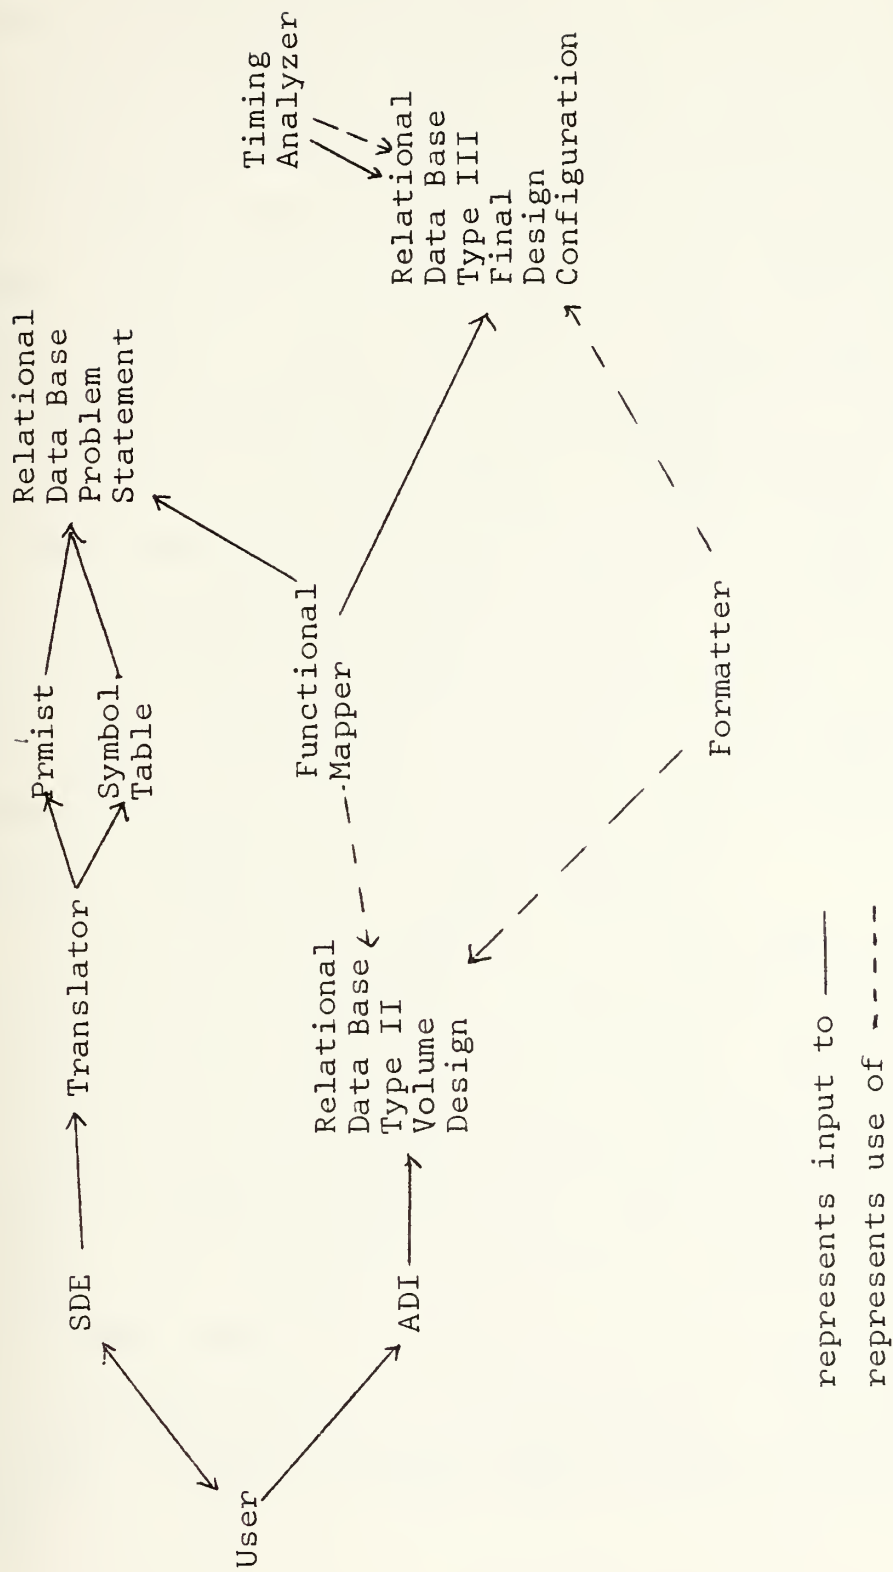 User
SDE
ADI
Translator
Relational
Data Base
Type II
Volume
Design
Prmist
Symbol
Table
Functional
Mapper
Formatter
Relational
Data Base
Problem
Statement
Timing
Analyzer
Relational
Data Base
Type III
Final
Design
Configuration
represents input to
represents use of